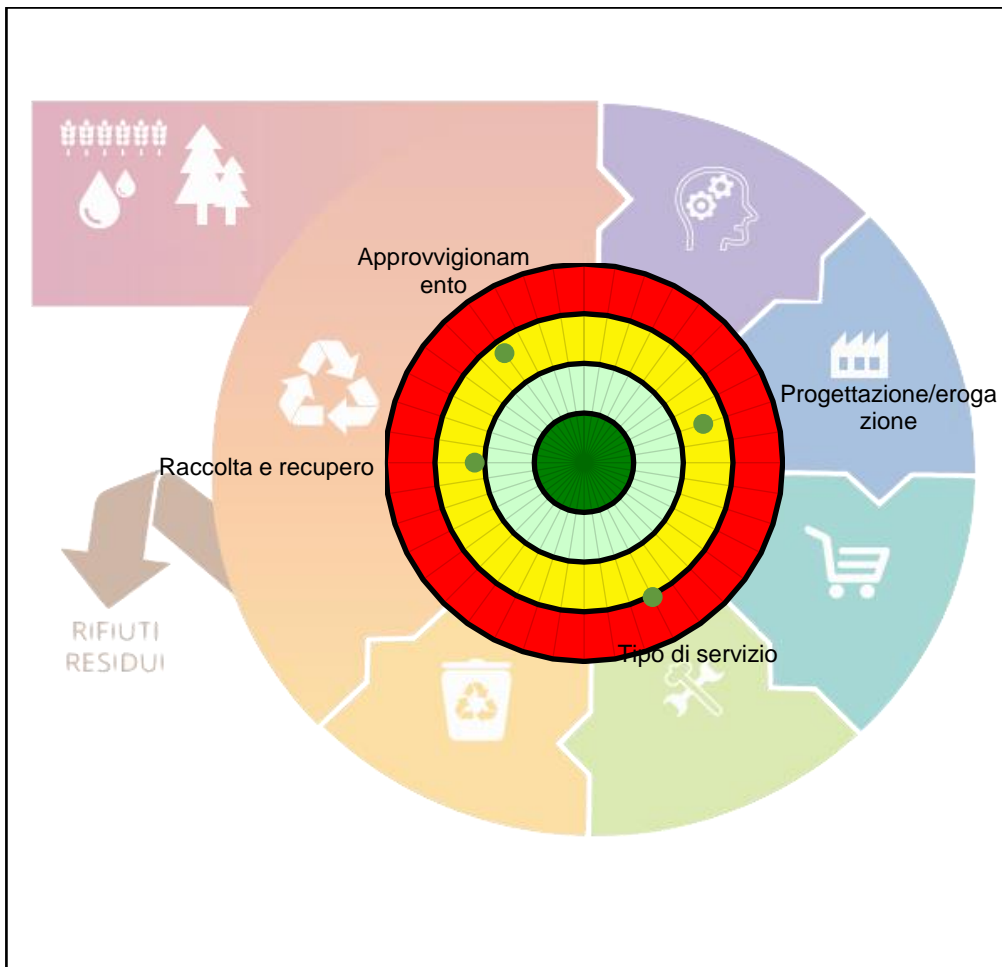 Approvvigionam
ento
Progettazione/eroga
zione
Raccolta e recupero
RIFIUTI
RESIDUI
Tipo di servizio